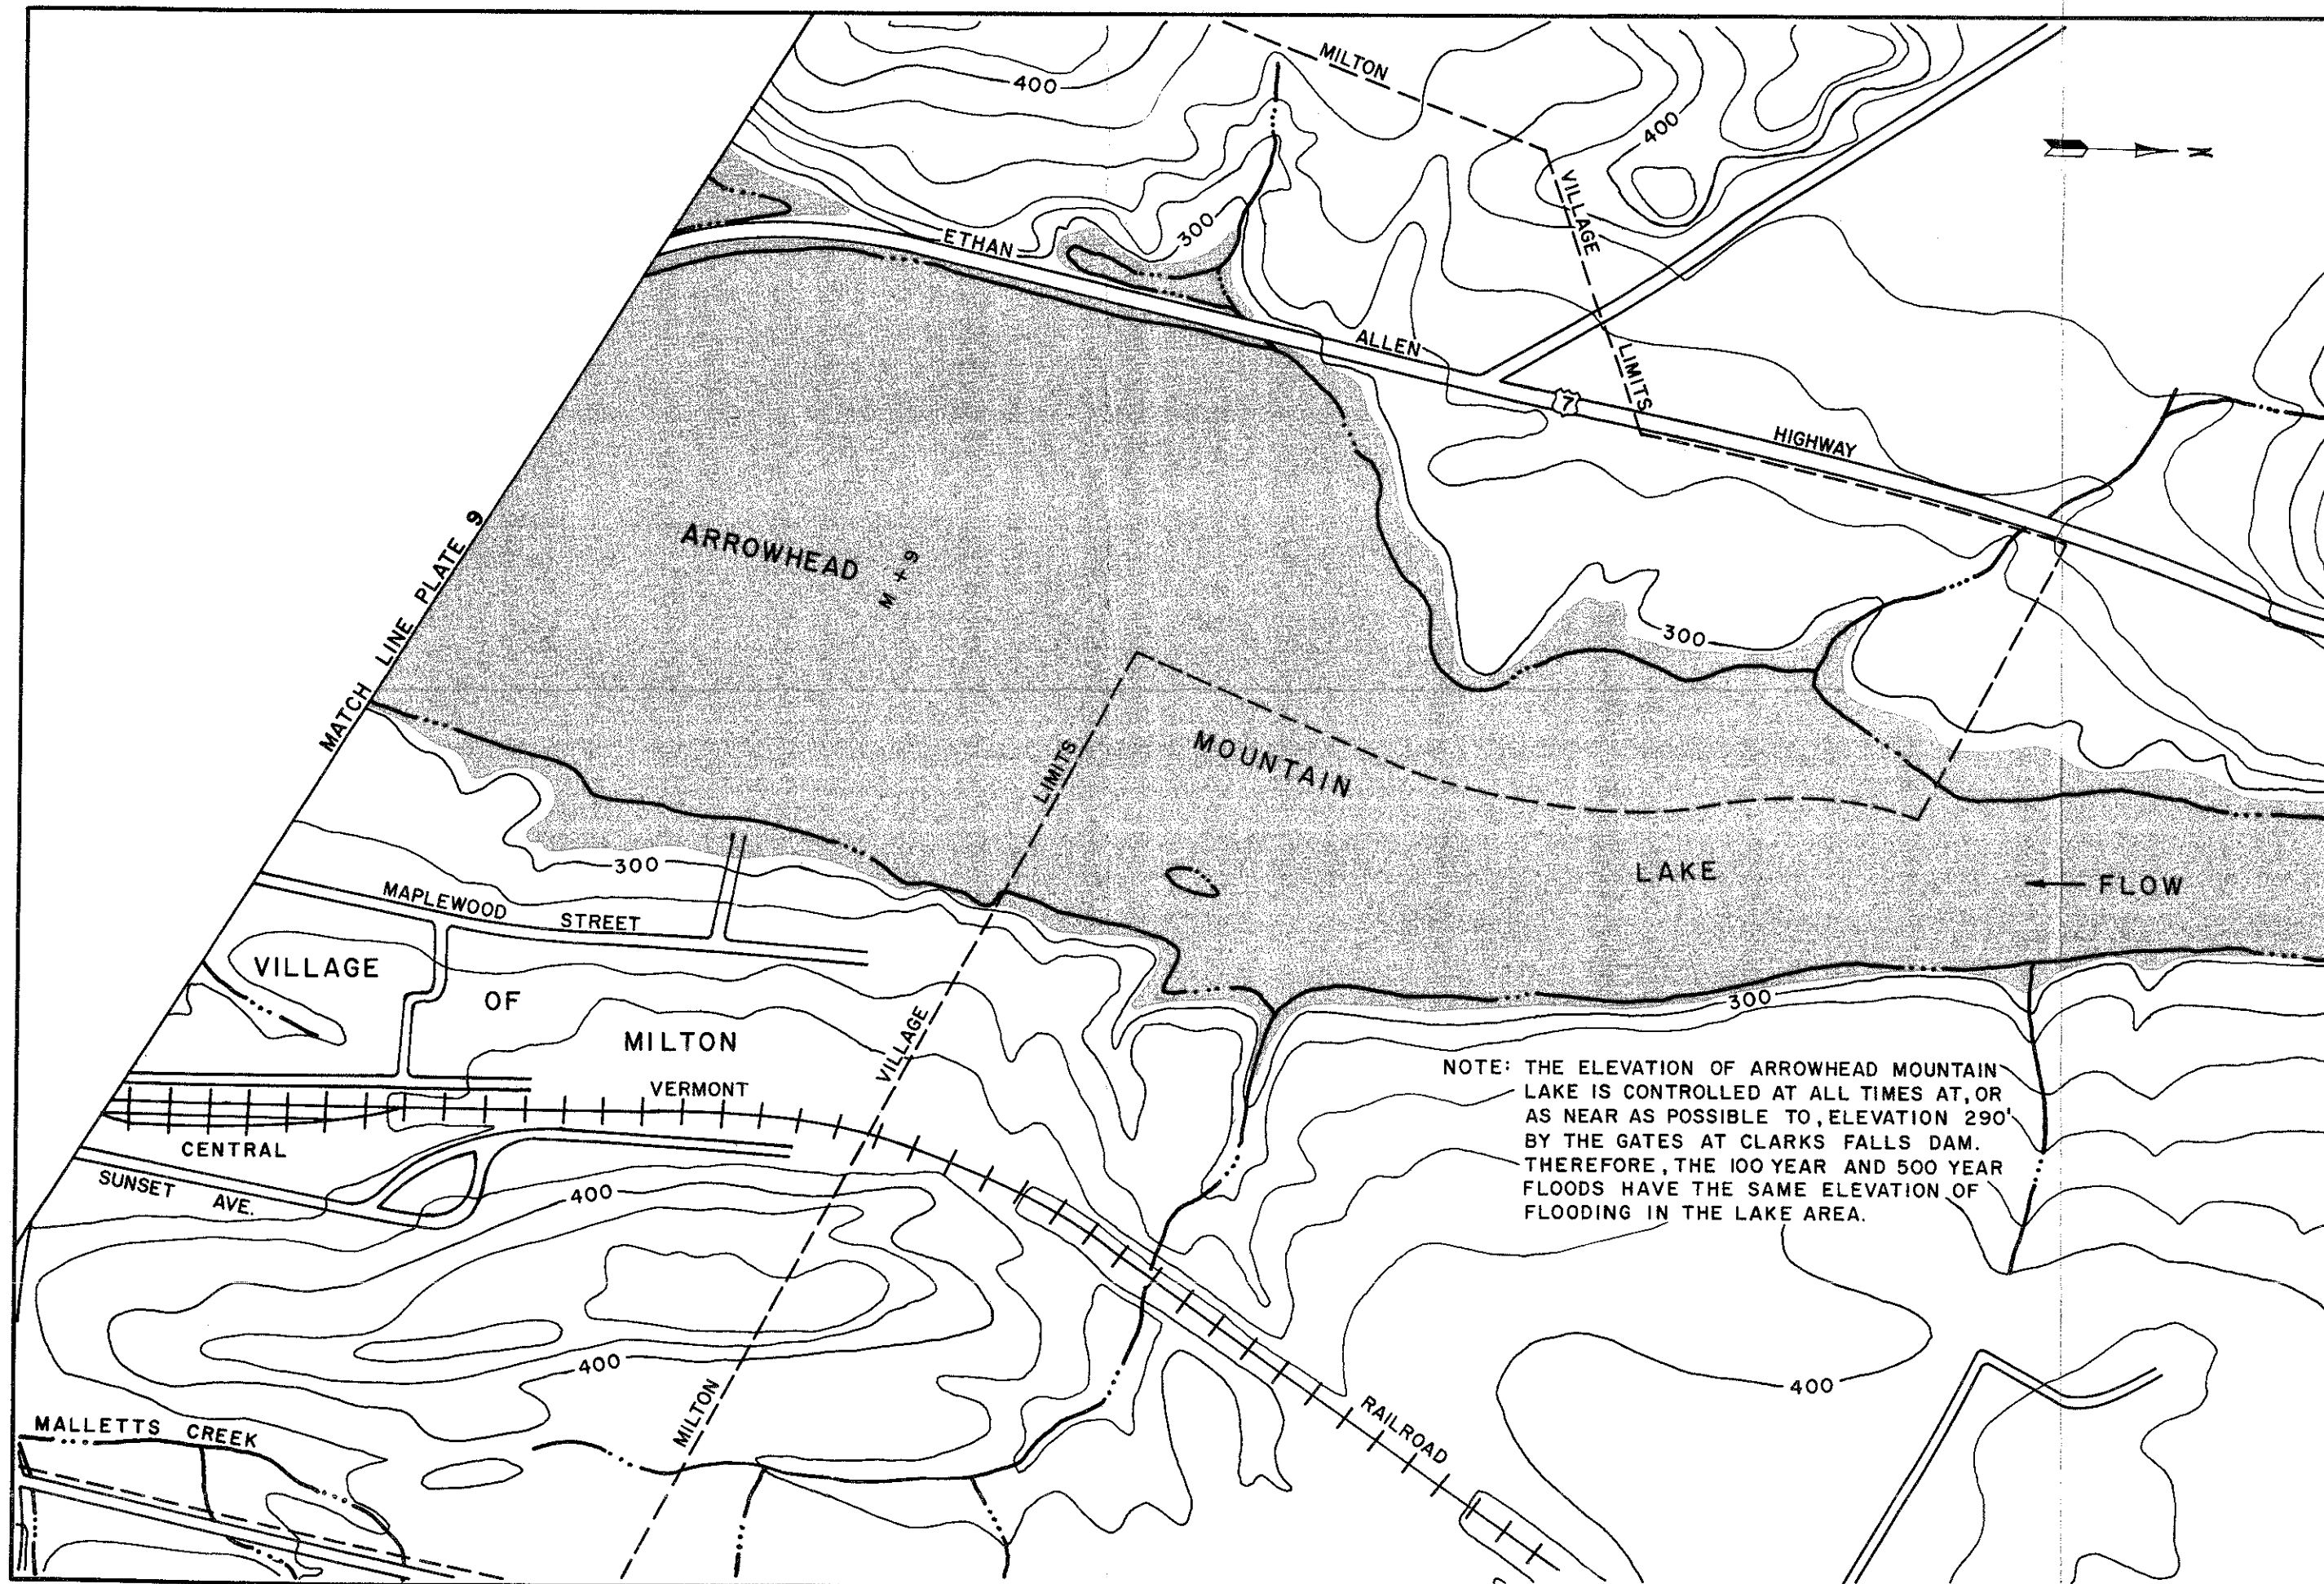 400
MILTON
VILLAGE
LIMITS
400
N
ETHAN
300
ALLEN
7
HIGHWAY
MATCH LINE PLATE 9
ARROWHEAD
M + 9
300
LIMITS
MOUNTAIN
LAKE
FLOW
300
MAPLEWOOD STREET
VILLAGE
OF
MILTON
VILLAGE
300
VERMONT
CENTRAL
SUNSET AVE.
400
NOTE: THE ELEVATION OF ARROWHEAD MOUNTAIN
LAKE IS CONTROLLED AT ALL TIMES AT, OR
AS NEAR AS POSSIBLE TO, ELEVATION 290'
BY THE GATES AT CLARKS FALLS DAM.
THEREFORE, THE 100 YEAR AND 500 YEAR
FLOODS HAVE THE SAME ELEVATION OF
FLOODING IN THE LAKE AREA.
400
400
MILTON
RAILROAD
MALLETTS CREEK